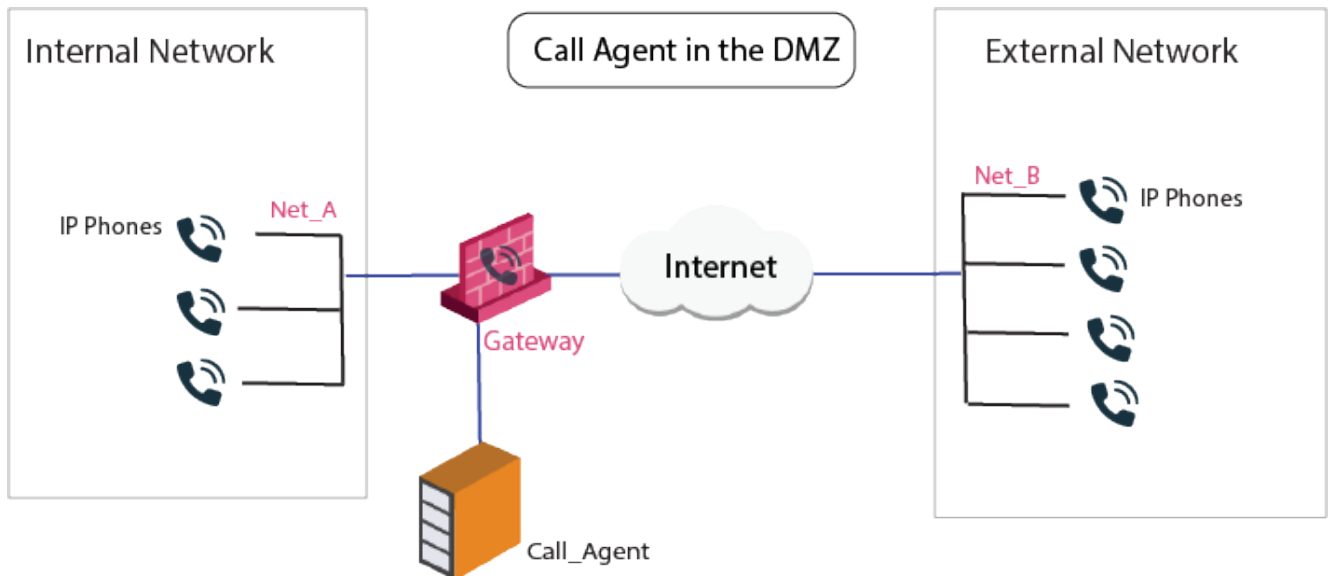 Internal Network
Call Agent in the DMZ
External Network
IP Phones
Net_A
Gateway
Internet
Net_B
IP Phones
Call_Agent